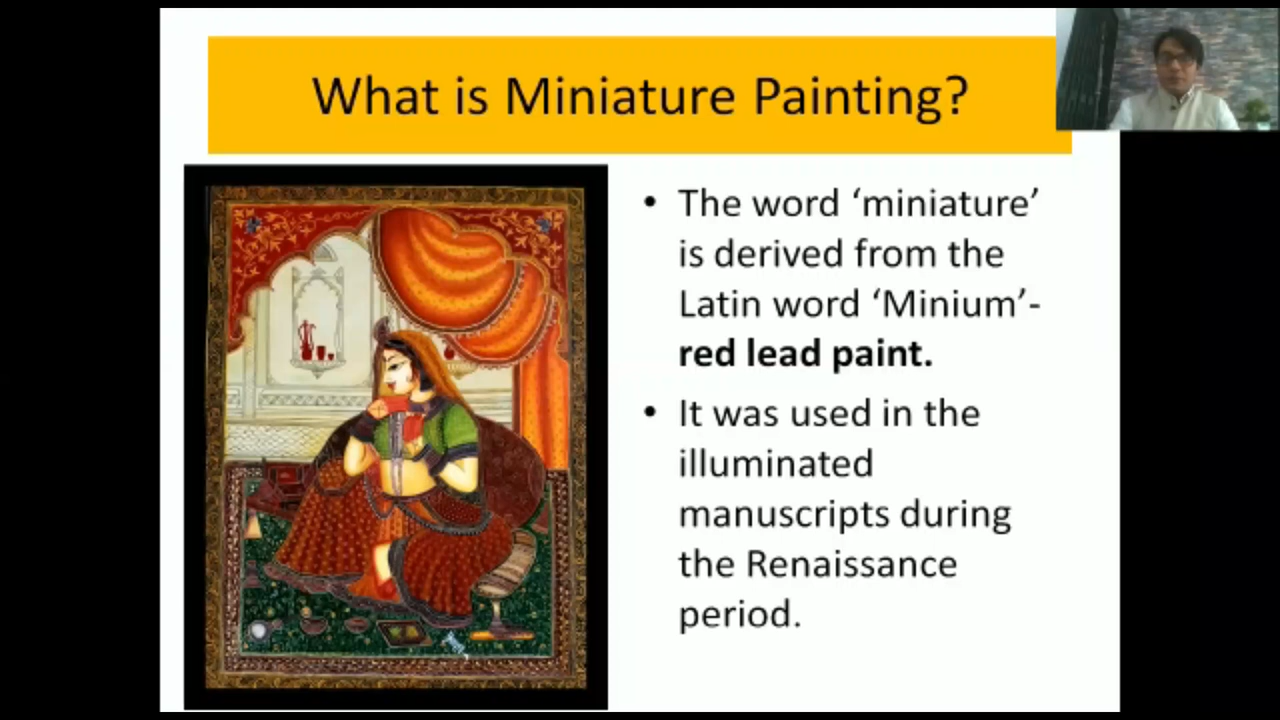 What is Miniature Painting?
• The word ‘miniature’
is derived from the
Latin word ‘Minium’-
red lead paint.
• It was used in the
illuminated
manuscripts during
the Renaissance
period.